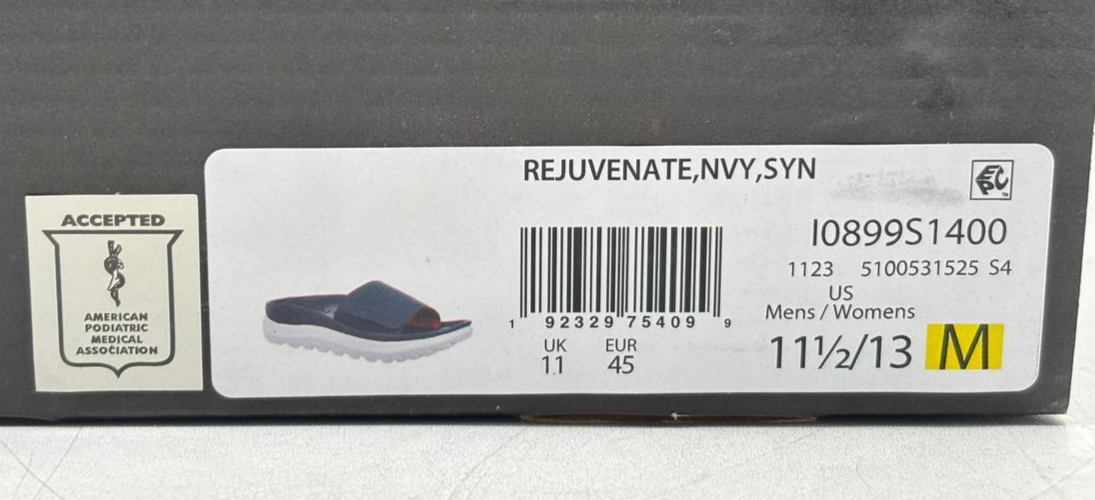 ACCEPTED
AMERICAN
PODIATRIC
MEDICAL
ASSOCIATION
REJUVENATE,NVY,SYN
EPC
I0899S1400
1123 5100531525 S4
US
Mens / Womens
11½/13 M
1 92329 75409 9
UK EUR
11 45